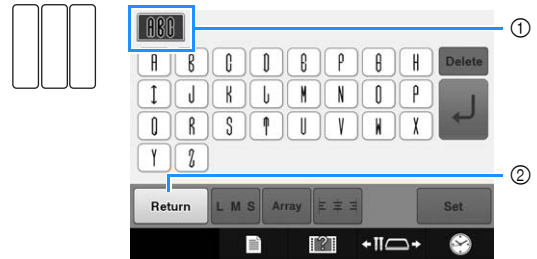 ABC ①
A B C D E F G H Delete
I J K L M N O P
Q R S T U V W X
Y Z
②
Return L M S Array Set